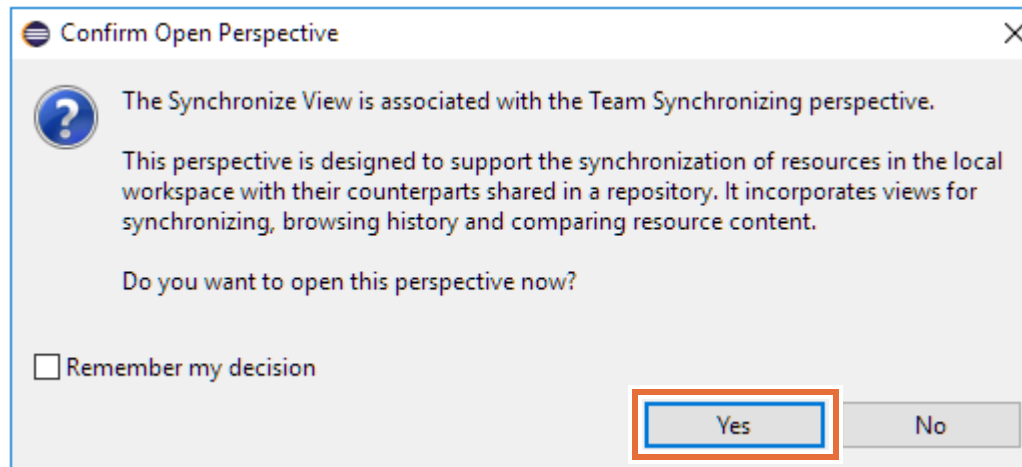 Confirm Open Perspective
The Synchronize View is associated with the Team Synchronizing perspective.
This perspective is designed to support the synchronization of resources in the local
workspace with their counterparts shared in a repository. It incorporates views for
synchronizing, browsing history and comparing resource content.
Do you want to open this perspective now?
Remember my decision
Yes
No